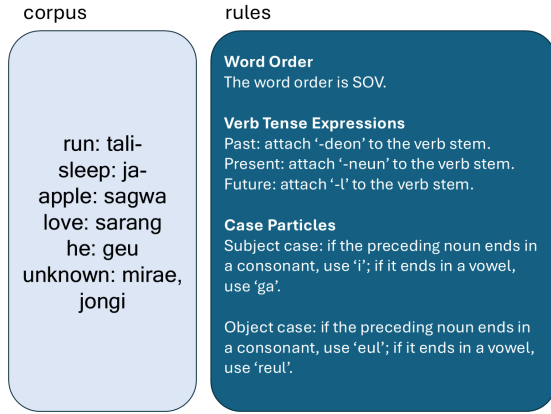 corpus
rules
run: tali-
sleep: ja-
apple: sagwa
love: sarang
he: geu
unknown: mirae,
jongi
Word Order
The word order is SOV.
Verb Tense Expressions
Past: attach ‘-deon’ to the verb stem.
Present: attach ‘-neun’ to the verb stem.
Future: attach ‘-l’ to the verb stem.
Case Particles
Subject case: if the preceding noun ends in
a consonant, use ‘i’; if it ends in a vowel,
use ‘ga’.
Object case: if the preceding noun ends in
a consonant, use ‘eul’; if it ends in a vowel,
use ‘reul’.